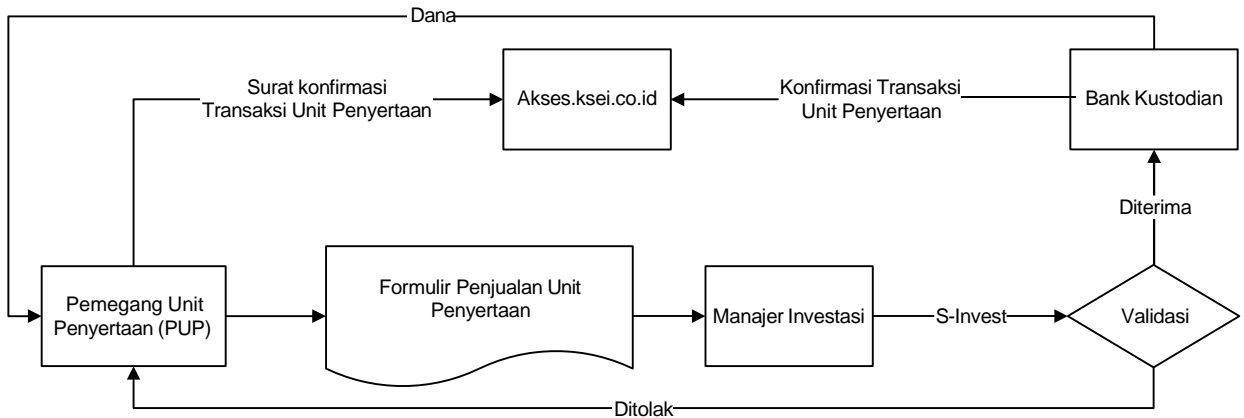 Dana
Surat konfirmasi
Transaksi Unit Penyertaan
Akses.ksei.co.id
Konfirmasi Transaksi
Unit Penyertaan
Bank Kustodian
Diterima
Pemegang Unit
Penyertaan (PUP)
Formulir Penjualan Unit
Penyertaan
Manajer Investasi
S-Invest
Validasi
Ditolak